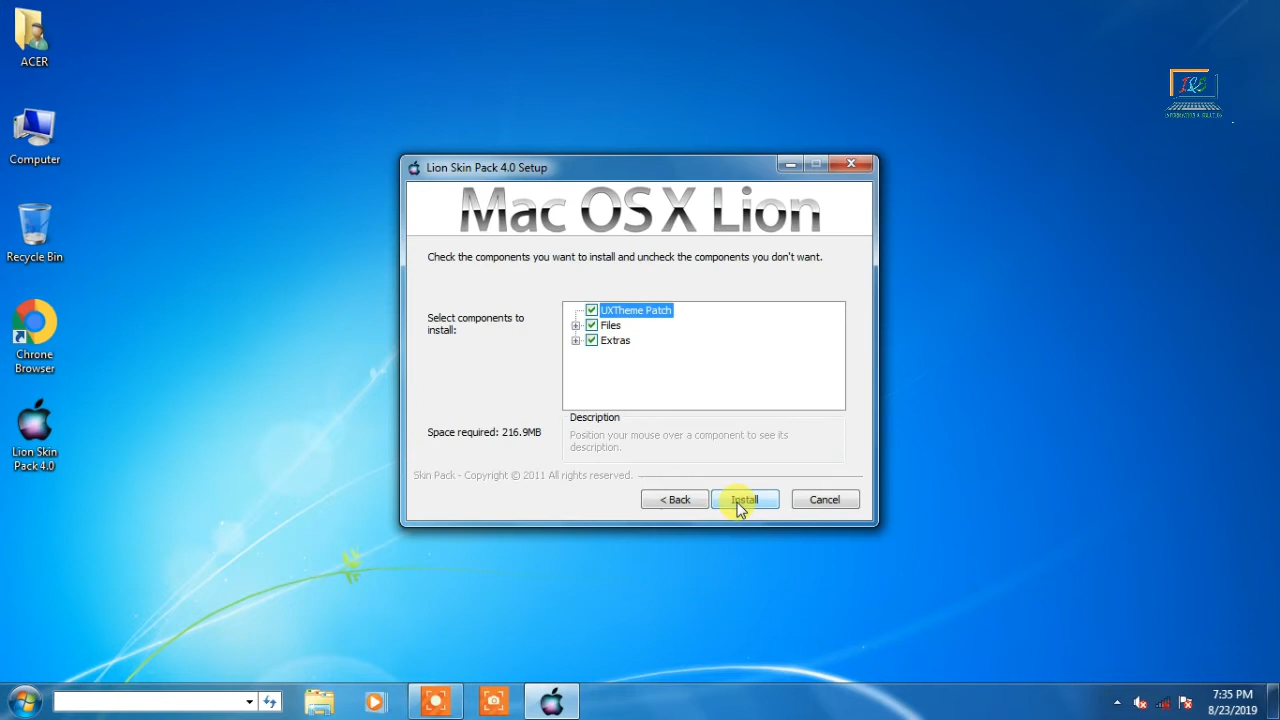 ACER
Computer
Recycle Bin
Chrone
Browser
Lion Skin
Pack 4.0
Lion Skin Pack 4.0 Setup
Mac OS X Lion
Check the components you want to install and uncheck the components you don't want.
Select components to
install:
UXTheme Patch
Files
Extras
Space required: 216.9MB
Description
Position your mouse over a component to see its
description.
Skin Pack - Copyright © 2011 All rights reserved.
< Back
Install
Cancel
7:35 PM
8/23/2019